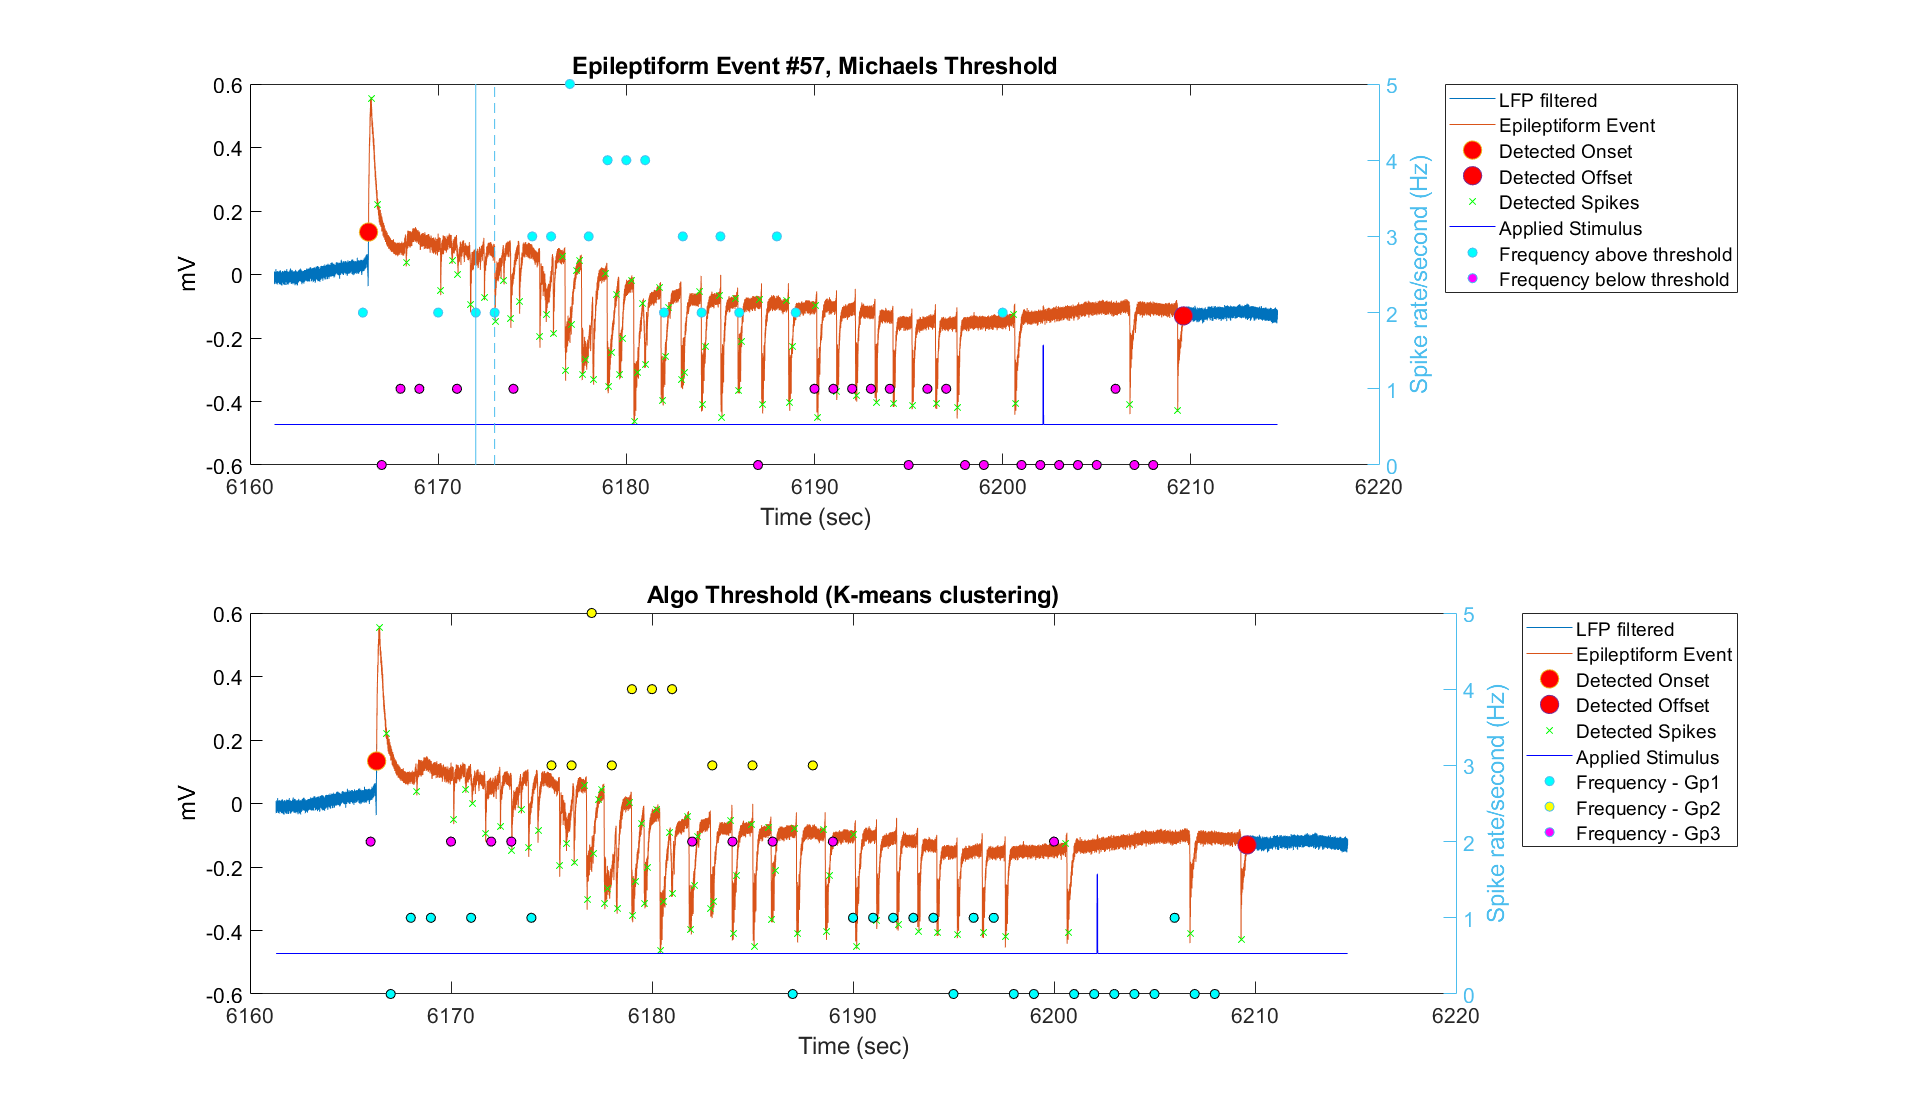 Epileptiform Event #57, Michaels Threshold
0.6
0.4
0.2
0
-0.2
-0.4
-0.6
mV
6160
6170
6180
6190
6200
6210
6220
Time (sec)
5
4
3
2
1
0
Spike rate/second (Hz)
LFP filtered
Epileptiform Event
Detected Onset
Detected Offset
Detected Spikes
Applied Stimulus
Frequency above threshold
Frequency below threshold
Algo Threshold (K-means clustering)
0.6
0.4
0.2
0
-0.2
-0.4
-0.6
mV
6160
6170
6180
6190
6200
6210
6220
Time (sec)
5
4
3
2
1
0
Spike rate/second (Hz)
LFP filtered
Epileptiform Event
Detected Onset
Detected Offset
Detected Spikes
Applied Stimulus
Frequency - Gp1
Frequency - Gp2
Frequency - Gp3